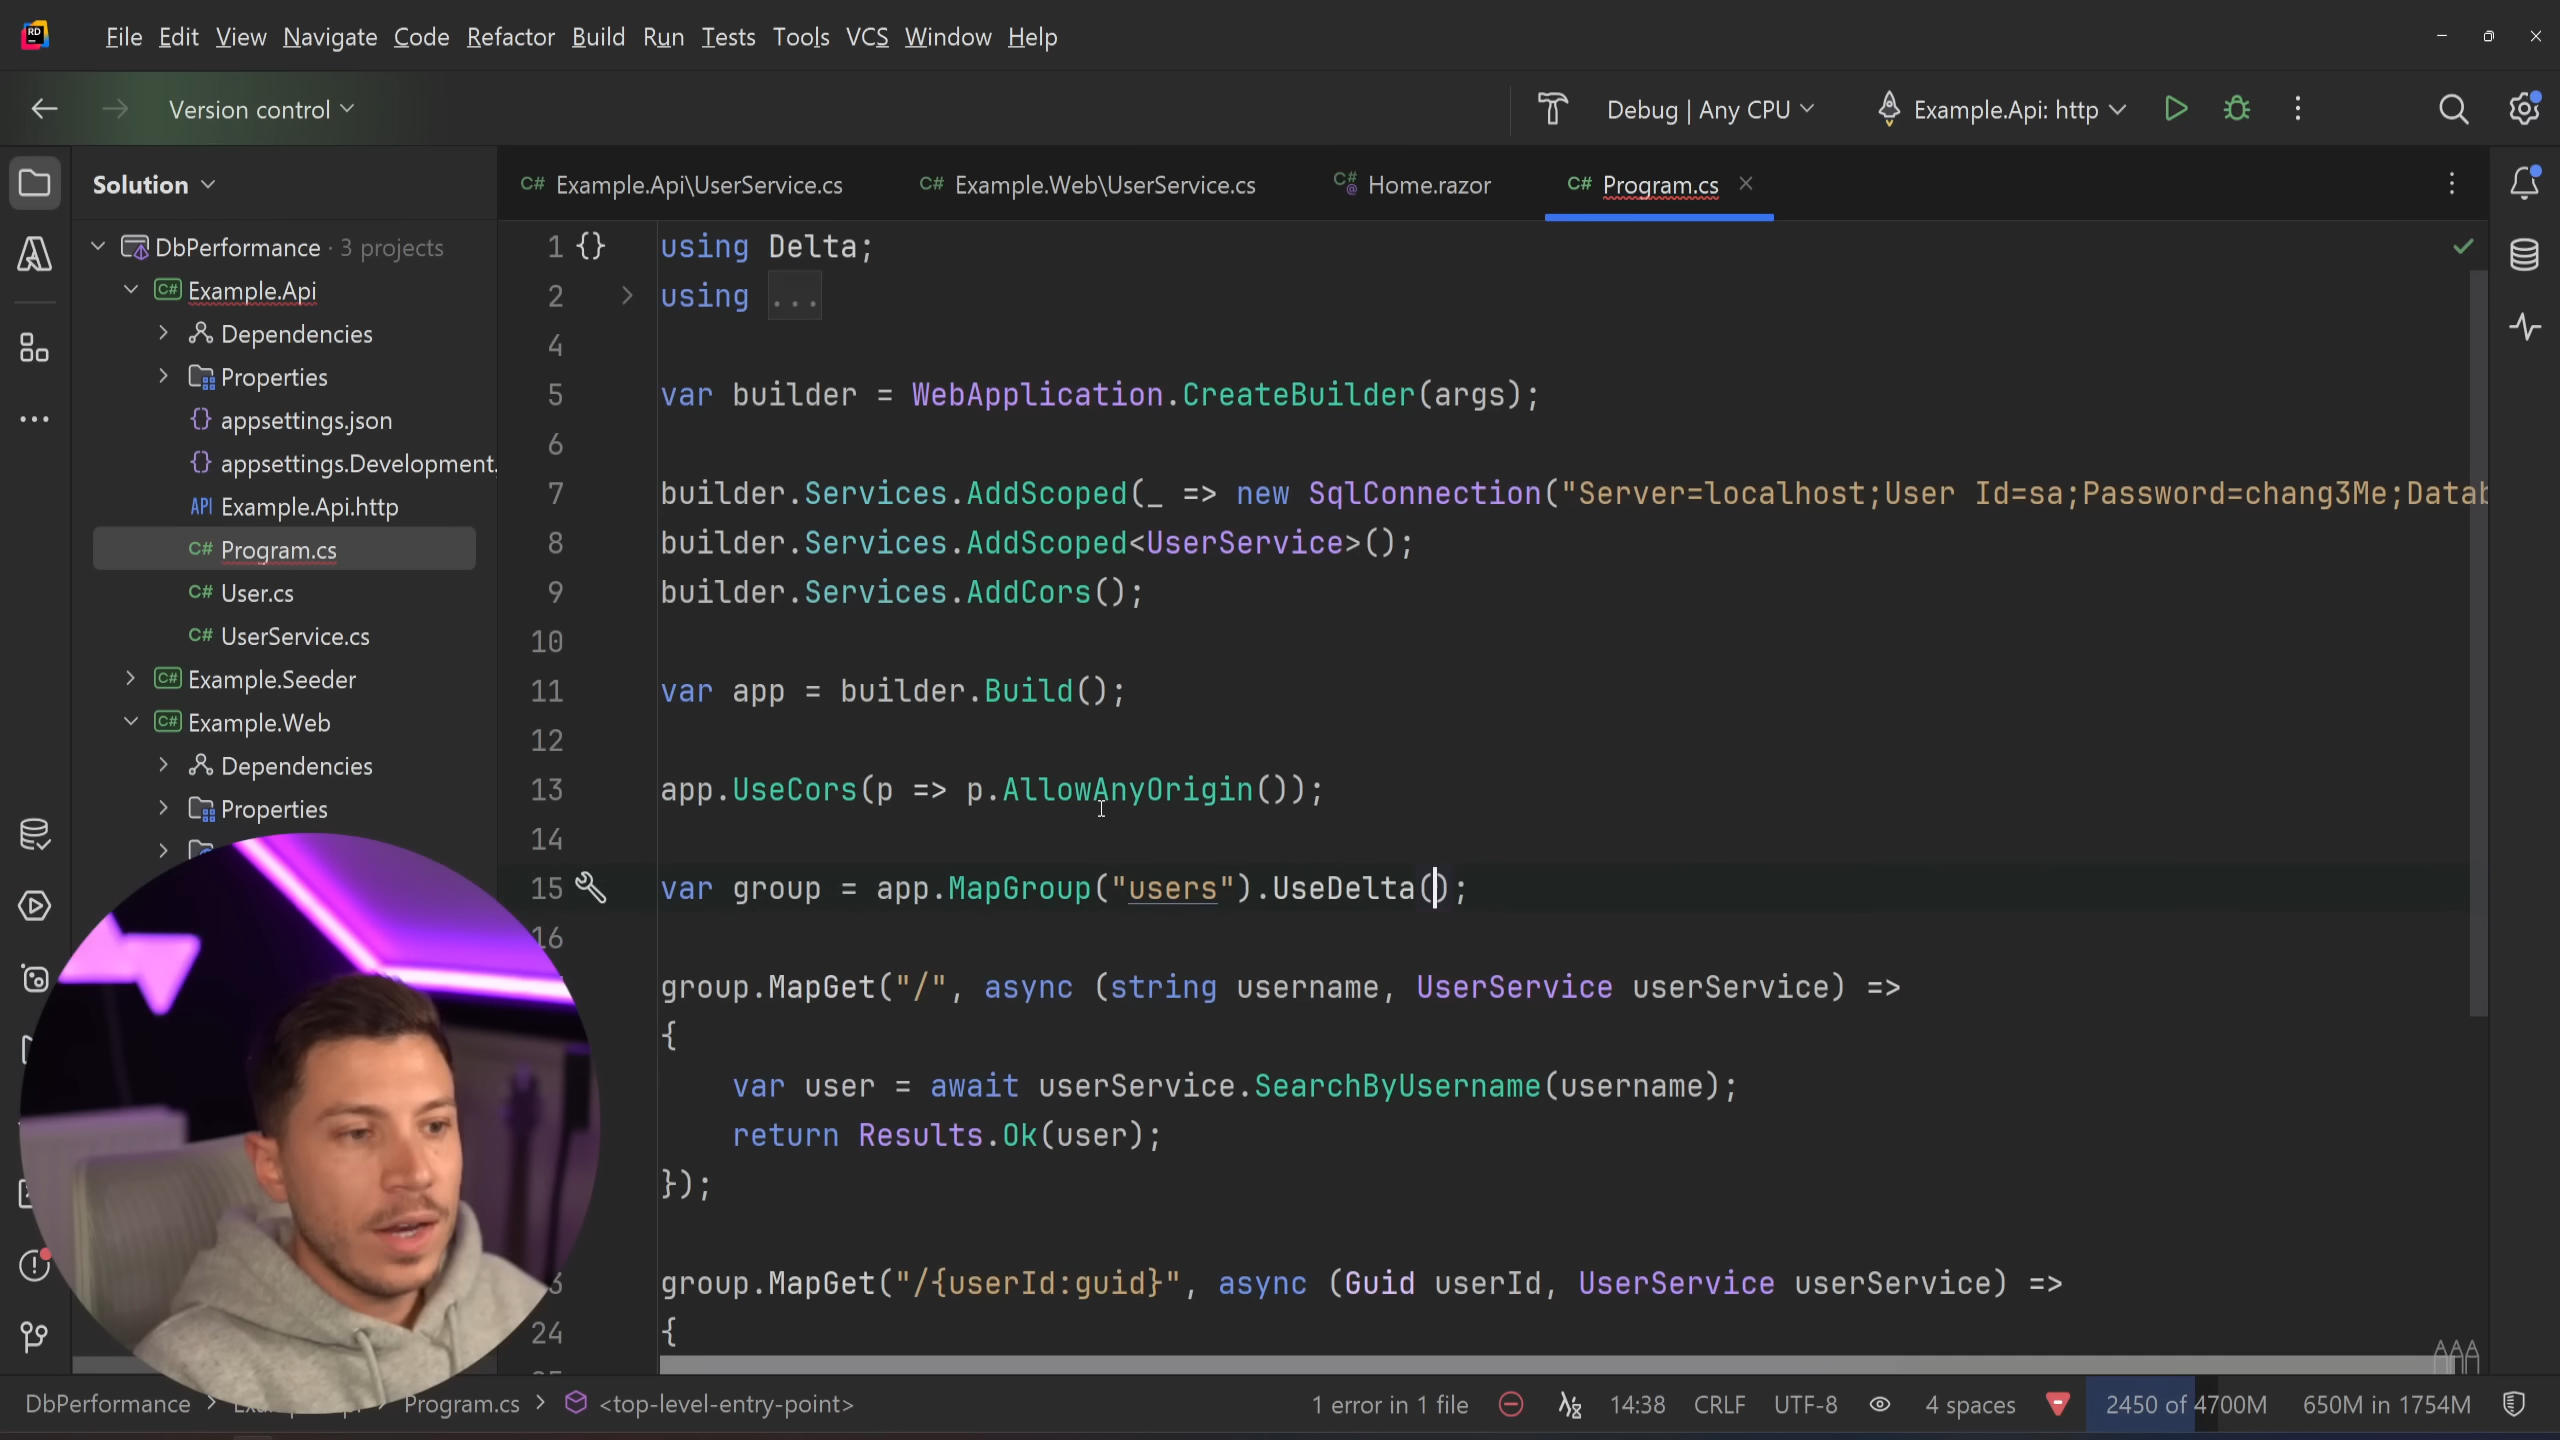 RD
File Edit View Navigate Code Refactor Build Run Tests Tools VCS Window Help
Version control
Debug | Any CPU
Example.Api: http
Solution
C# Example.Api\UserService.cs
C# Example.Web\UserService.cs
C# Home.razor
C# Program.cs
DbPerformance · 3 projects
C# Example.Api
Dependencies
Properties
{} appsettings.json
{} appsettings.Development.
API Example.Api.http
C# Program.cs
C# User.cs
C# UserService.cs
C# Example.Seeder
C# Example.Web
Dependencies
Properties
1 {} using Delta;
2 using ...
4
5 var builder = WebApplication.CreateBuilder(args);
6
7 builder.Services.AddScoped(_ => new SqlConnection("Server=localhost;User Id=sa;Password=chang3Me;Datab
8 builder.Services.AddScoped<UserService>();
9 builder.Services.AddCors();
10
11 var app = builder.Build();
12
13 app.UseCors(p => p.AllowAnyOrigin());
14
15 var group = app.MapGroup("users").UseDelta();
16
group.MapGet("/", async (string username, UserService userService) =>
{
var user = await userService.SearchByUsername(username);
return Results.Ok(user);
});
3 group.MapGet("/{userId:guid}", async (Guid userId, UserService userService) =>
24 {
DbPerformance > Program.cs > <top-level-entry-point>
1 error in 1 file
14:38 CRLF UTF-8 4 spaces 2450 of 4700M 650M in 1754M